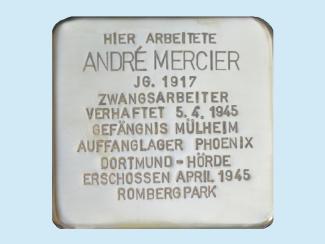 HIER ARBEITETE
ANDRÉ MERCIER
JG. 1917
ZWANGSARBEITER
VERHAFTET 5. 4. 1945
GEFÄNGNIS MÜLHEIM
AUFFANGLAGER PHOENIX
DORTMUND-HÖRDE
ERSCHOSSEN APRIL 1945
ROMBERGPARK